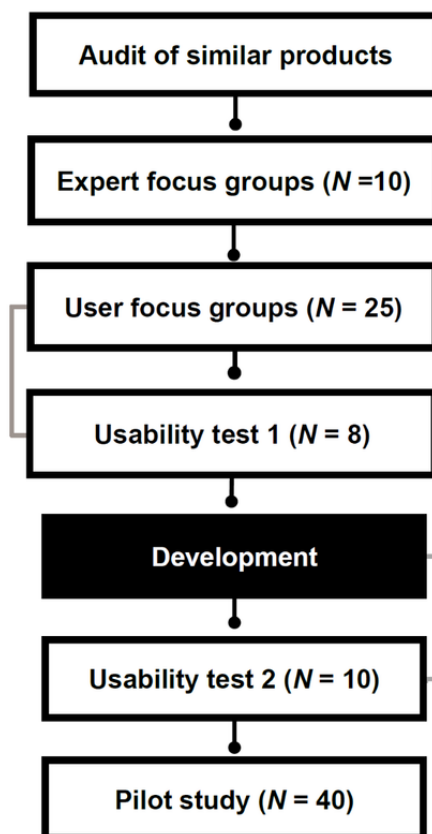 Audit of similar products
Expert focus groups (N =10)
User focus groups (N = 25)
Usability test 1 (N = 8)
Development
Usability test 2 (N = 10)
Pilot study (N = 40)